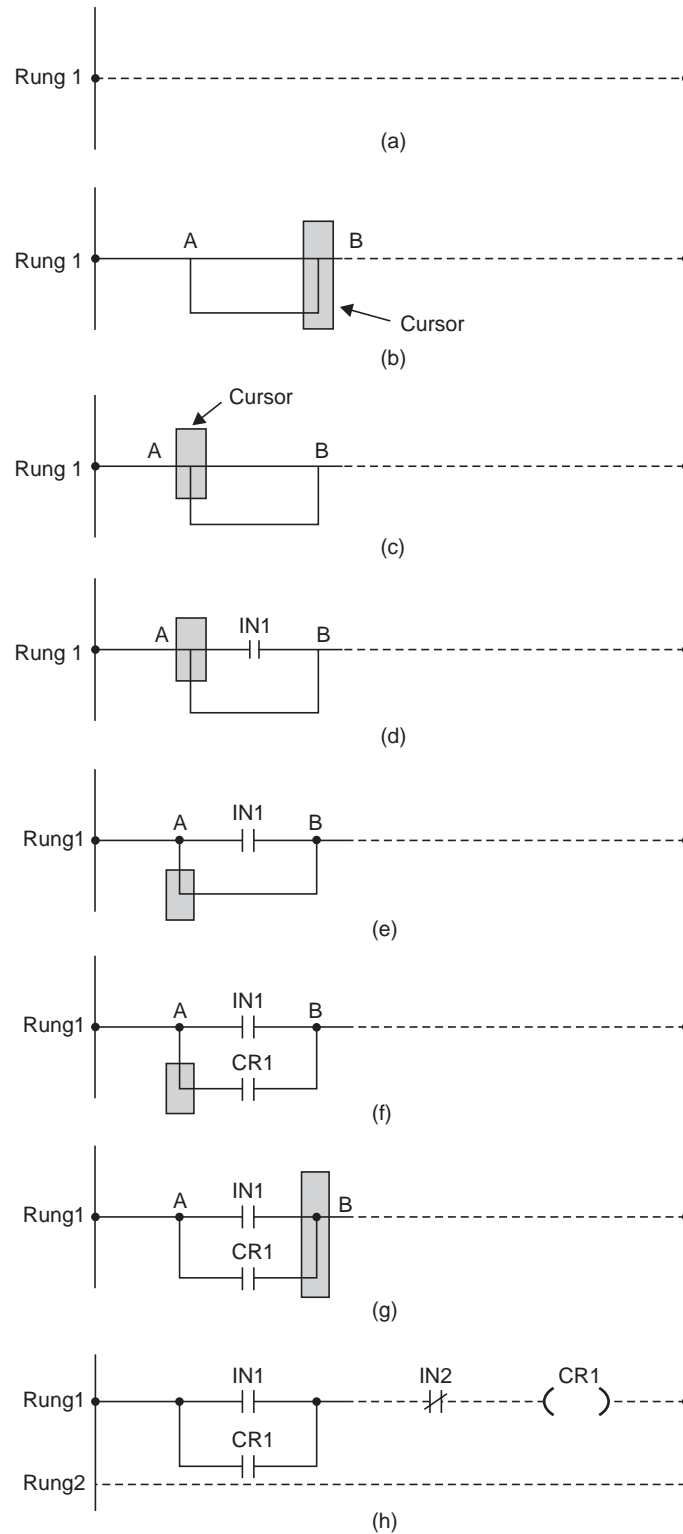 Rung 1
(a)
A B
Rung 1
Cursor
(b)
Cursor
A B
Rung 1
(c)
IN1
A B
Rung 1
(d)
IN1
A B
Rung1
(e)
IN1
A B
Rung1
CR1
(f)
IN1
A B
Rung1
CR1
(g)
IN1 IN2 CR1
Rung1
CR1
Rung2
(h)